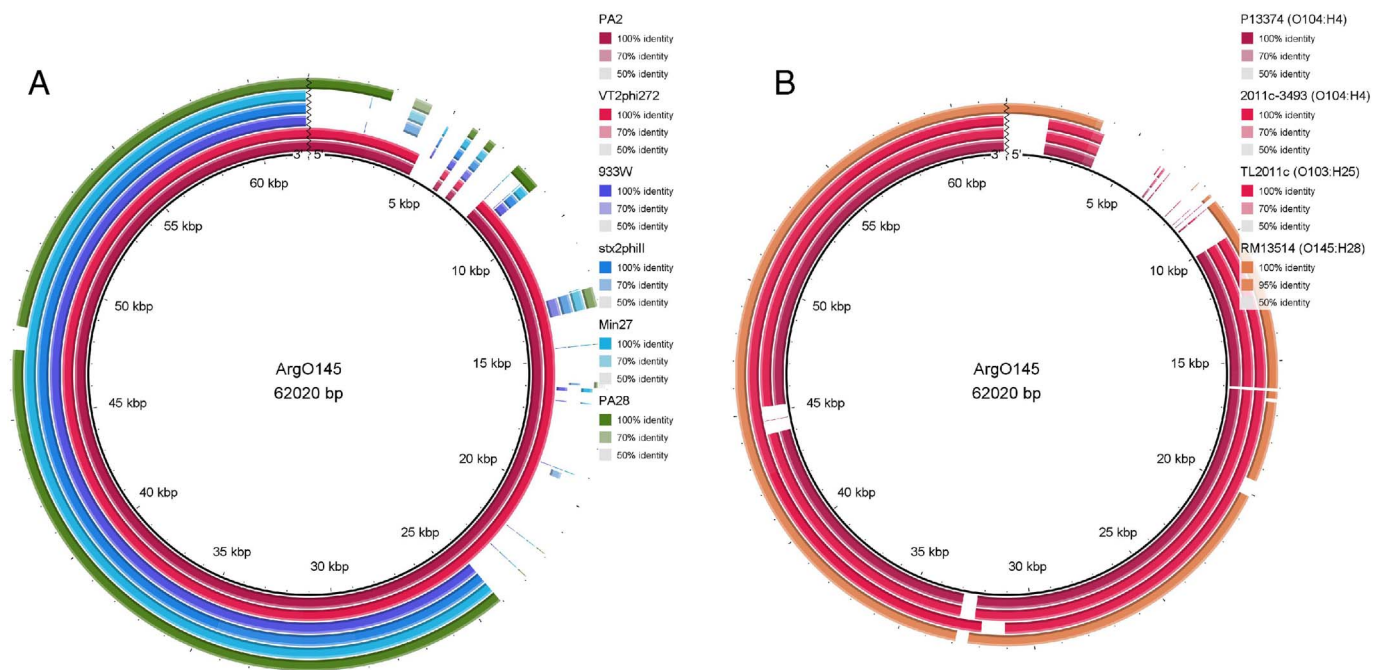 A
PA2
100% identity
70% identity
50% identity
VT2phi272
100% identity
70% identity
50% identity
933W
100% identity
70% identity
50% identity
stx2phiII
100% identity
70% identity
50% identity
Min27
100% identity
70% identity
50% identity
PA28
100% identity
70% identity
50% identity
3' 5'
5 kbp
10 kbp
15 kbp
20 kbp
25 kbp
30 kbp
35 kbp
40 kbp
45 kbp
50 kbp
55 kbp
60 kbp
ArgO145
62020 bp
B
P13374 (O104:H4)
100% identity
70% identity
50% identity
2011c-3493 (O104:H4)
100% identity
70% identity
50% identity
TL2011c (O103:H25)
100% identity
70% identity
50% identity
RM13514 (O145:H28)
100% identity
95% identity
50% identity
3' 5'
5 kbp
10 kbp
15 kbp
20 kbp
25 kbp
30 kbp
35 kbp
40 kbp
45 kbp
50 kbp
55 kbp
60 kbp
ArgO145
62020 bp